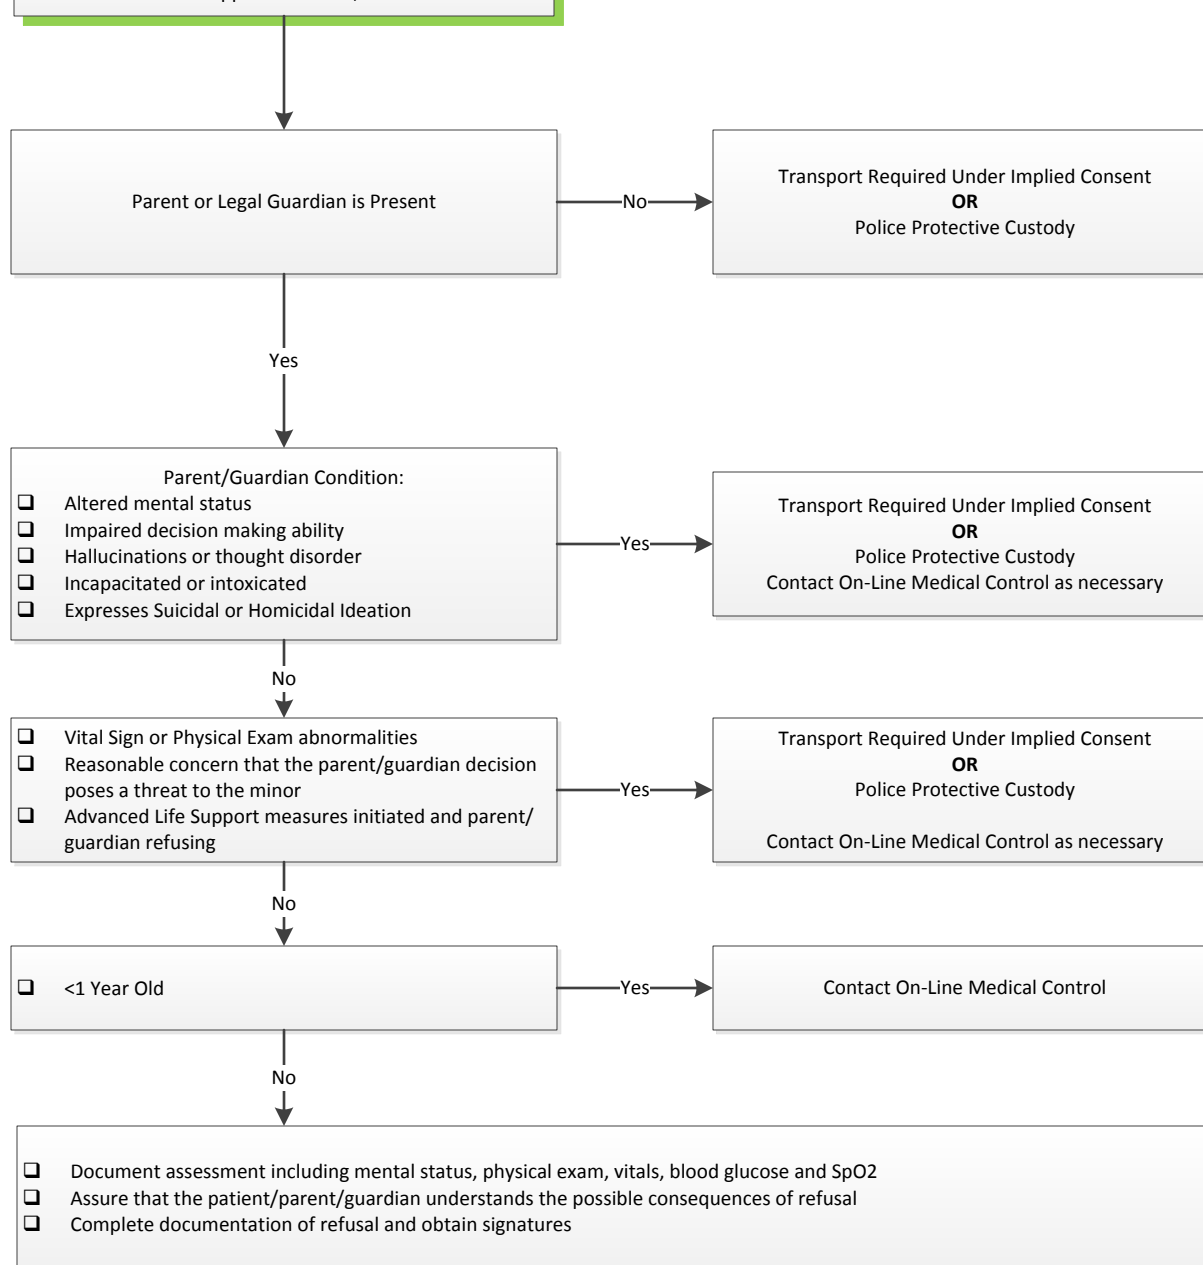 Parent or Legal Guardian is Present
No
Transport Required Under Implied Consent
OR
Police Protective Custody
Yes
Parent/Guardian Condition:
❑ Altered mental status
❑ Impaired decision making ability
❑ Hallucinations or thought disorder
❑ Incapacitated or intoxicated
❑ Expresses Suicidal or Homicidal Ideation
Yes
Transport Required Under Implied Consent
OR
Police Protective Custody
Contact On-Line Medical Control as necessary
No
❑ Vital Sign or Physical Exam abnormalities
❑ Reasonable concern that the parent/guardian decision
poses a threat to the minor
❑ Advanced Life Support measures initiated and parent/
guardian refusing
Yes
Transport Required Under Implied Consent
OR
Police Protective Custody
Contact On-Line Medical Control as necessary
No
❑ <1 Year Old
Yes
Contact On-Line Medical Control
No
❑ Document assessment including mental status, physical exam, vitals, blood glucose and SpO2
❑ Assure that the patient/parent/guardian understands the possible consequences of refusal
❑ Complete documentation of refusal and obtain signatures